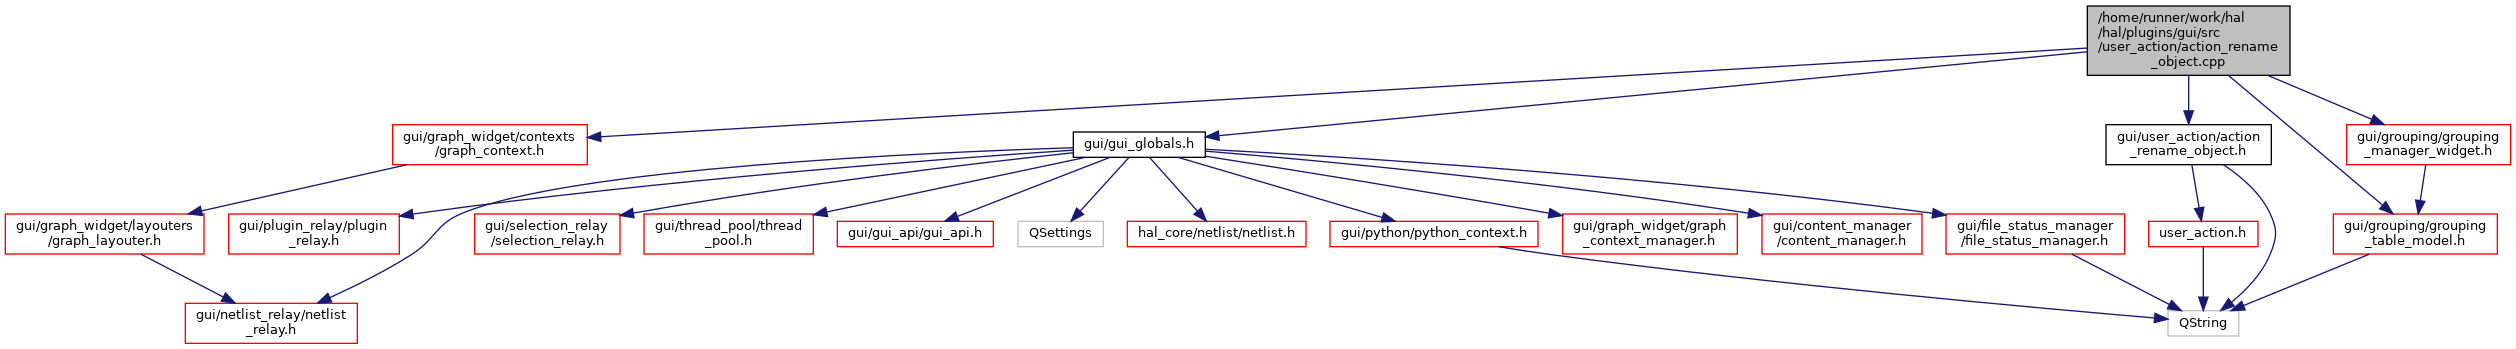 /home/runner/work/hal
/hal/plugins/gui/src
/user_action/action_rename
_object.cpp
gui/graph_widget/contexts
/graph_context.h
gui/gui_globals.h
gui/user_action/action
_rename_object.h
gui/grouping/grouping
_manager_widget.h
gui/graph_widget/layouters
/graph_layouter.h
gui/plugin_relay/plugin
_relay.h
gui/selection_relay
/selection_relay.h
gui/thread_pool/thread
_pool.h
gui/gui_api/gui_api.h
QSettings
hal_core/netlist/netlist.h
gui/python/python_context.h
gui/graph_widget/graph
_context_manager.h
gui/content_manager
/content_manager.h
gui/file_status_manager
/file_status_manager.h
user_action.h
gui/grouping/grouping
_table_model.h
gui/netlist_relay/netlist
_relay.h
QString